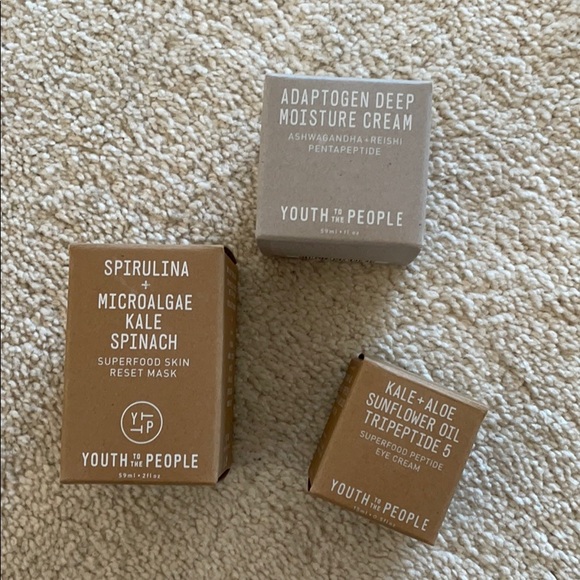 ADAPTOGEN DEEP
MOISTURE CREAM
ASHWAGANDHA+REISHI
PENTAPEPTIDE
YOUTH TO THE PEOPLE
SPIRULINA
+
MICROALGAE
KALE
SPINACH
SUPERFOOD SKIN
RESET MASK
Y T T P
YOUTH TO THE PEOPLE
59ml • 2fl oz
KALE+ALOE
SUNFLOWER OIL
TRIPEPTIDE 5
SUPERFOOD PEPTIDE
EYE CREAM
YOUTH TO THE PEOPLE